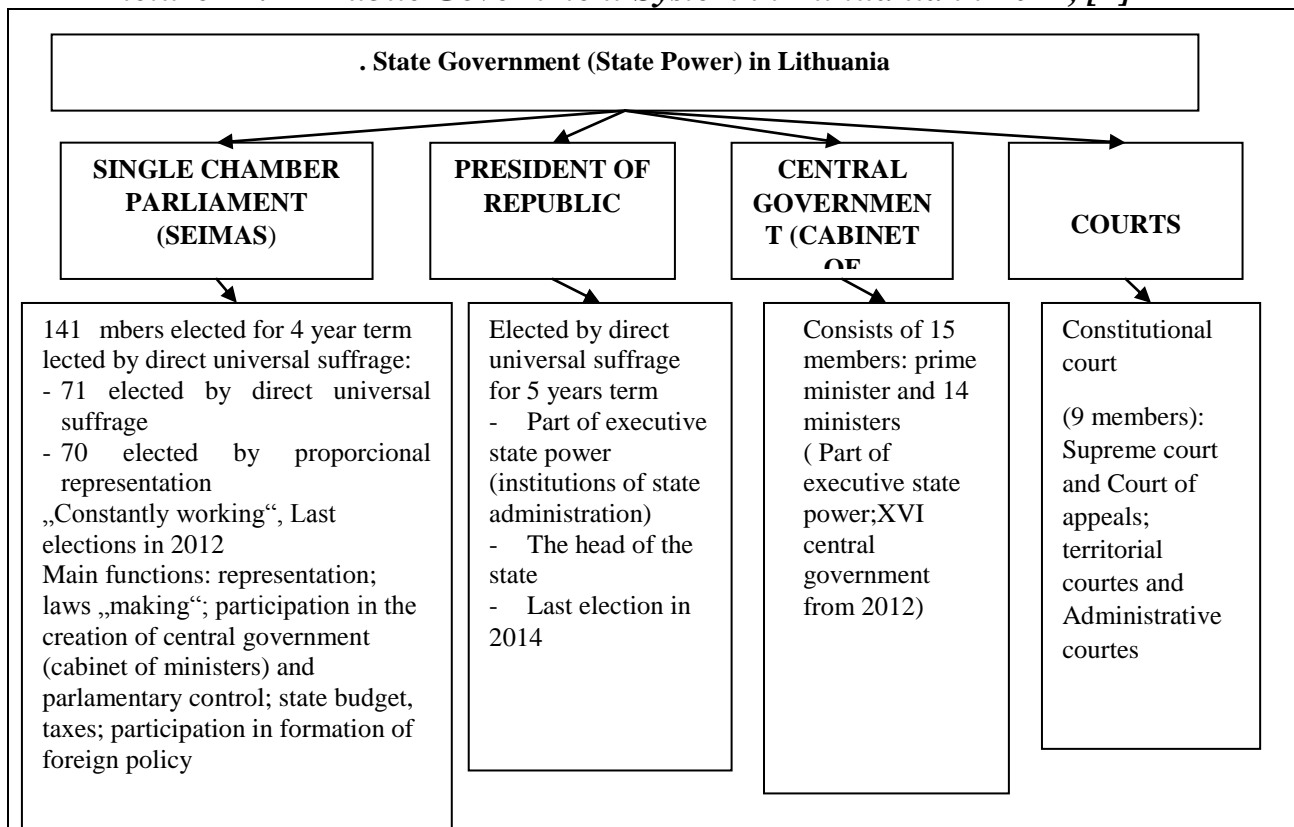 . State Government (State Power) in Lithuania
SINGLE CHAMBER
PARLIAMENT
(SEIMAS)
PRESIDENT OF
REPUBLIC
CENTRAL
GOVERNMEN
T (CABINET
OF
COURTS
141 mbers elected for 4 year term
lected by direct universal suffrage:
- 71 elected by direct universal
suffrage
- 70 elected by proporcional
representation
„Constantly working“, Last
elections in 2012
Main functions: representation;
laws „making“; participation in the
creation of central government
(cabinet of ministers) and
parlamentary control; state budget,
taxes; participation in formation of
foreign policy
Elected by direct
universal suffrage
for 5 years term
- Part of executive
state power
(institutions of state
administration)
- The head of the
state
- Last election in
2014
Consists of 15
members: prime
minister and 14
ministers
( Part of
executive state
power;XVI
central
government
from 2012)
Constitutional
court
(9 members):
Supreme court
and Court of
appeals;
territorial
courtes and
Administrative
courtes